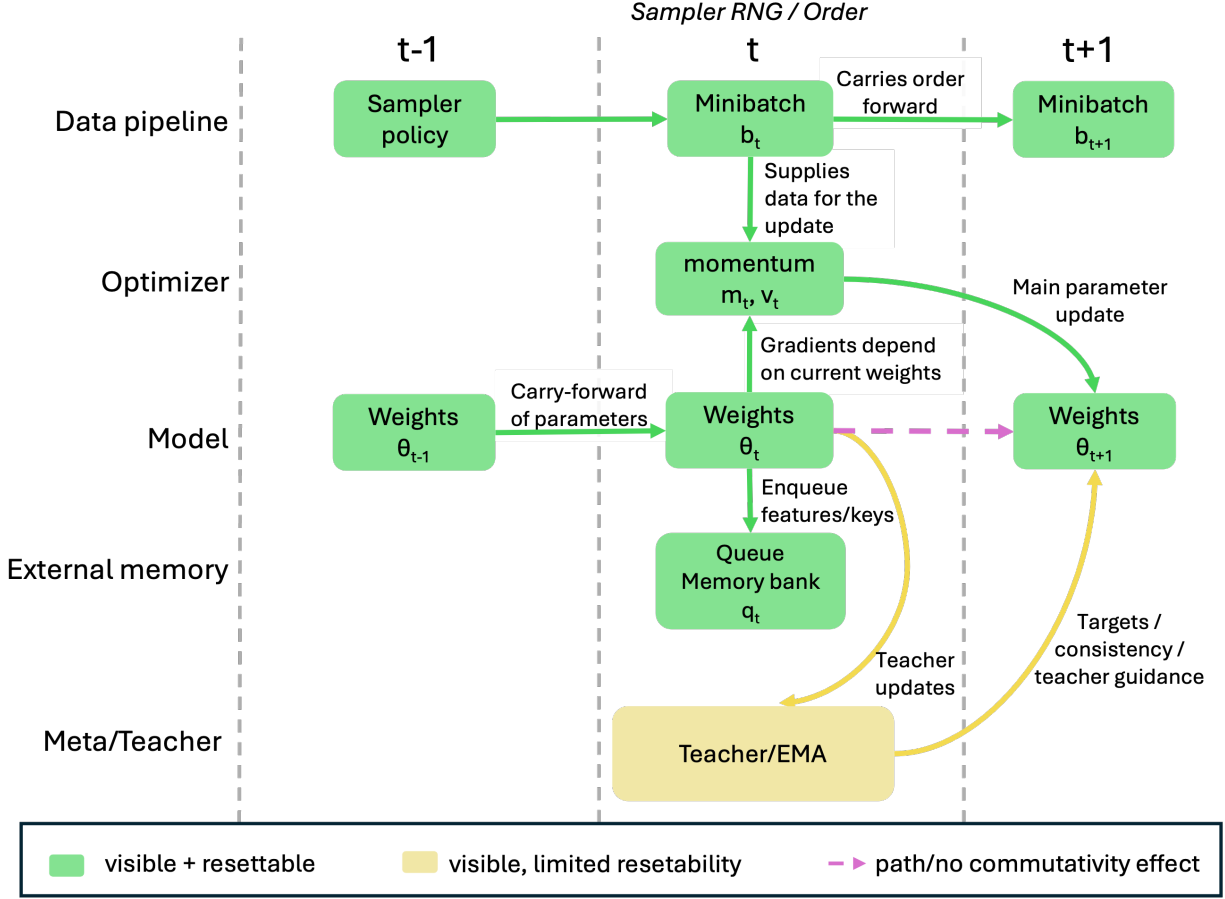 Sampler RNG / Order
t-1
t
t+1
Data pipeline
Sampler
policy
Minibatch
bₜ
Carries order
forward
Minibatch
bₜ₊₁
Supplies
data for the
update
Optimizer
momentum
mₜ, vₜ
Main parameter
update
Gradients depend
on current weights
Carry-forward
of parameters
Model
Weights
θₜ₋₁
Weights
θₜ
Weights
θₜ₊₁
Enqueue
features/keys
External memory
Queue
Memory bank
qₜ
Targets /
consistency /
teacher guidance
Teacher
updates
Meta/Teacher
Teacher/EMA
visible + resettable
visible, limited resetability
path/no commutativity effect